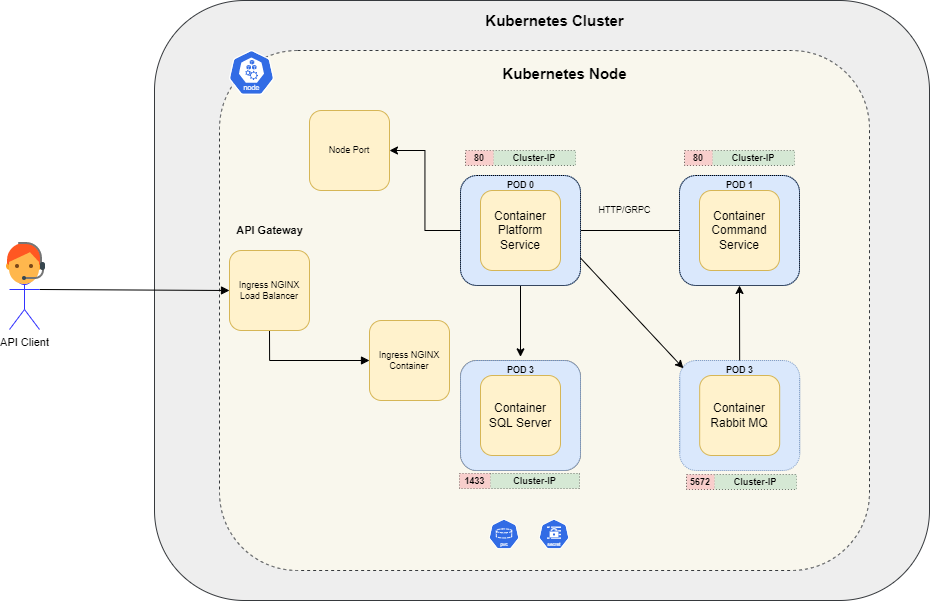 Kubernetes Cluster
Kubernetes Node
node
Node Port
80 Cluster-IP
80 Cluster-IP
POD 0
Container
Platform
Service
HTTP/GRPC
POD 1
Container
Command
Service
API Gateway
Ingress NGINX
Load Balancer
API Client
Ingress NGINX
Container
POD 3
Container
SQL Server
1433 Cluster-IP
POD 3
Container
Rabbit MQ
5672 Cluster-IP
pvc
secret